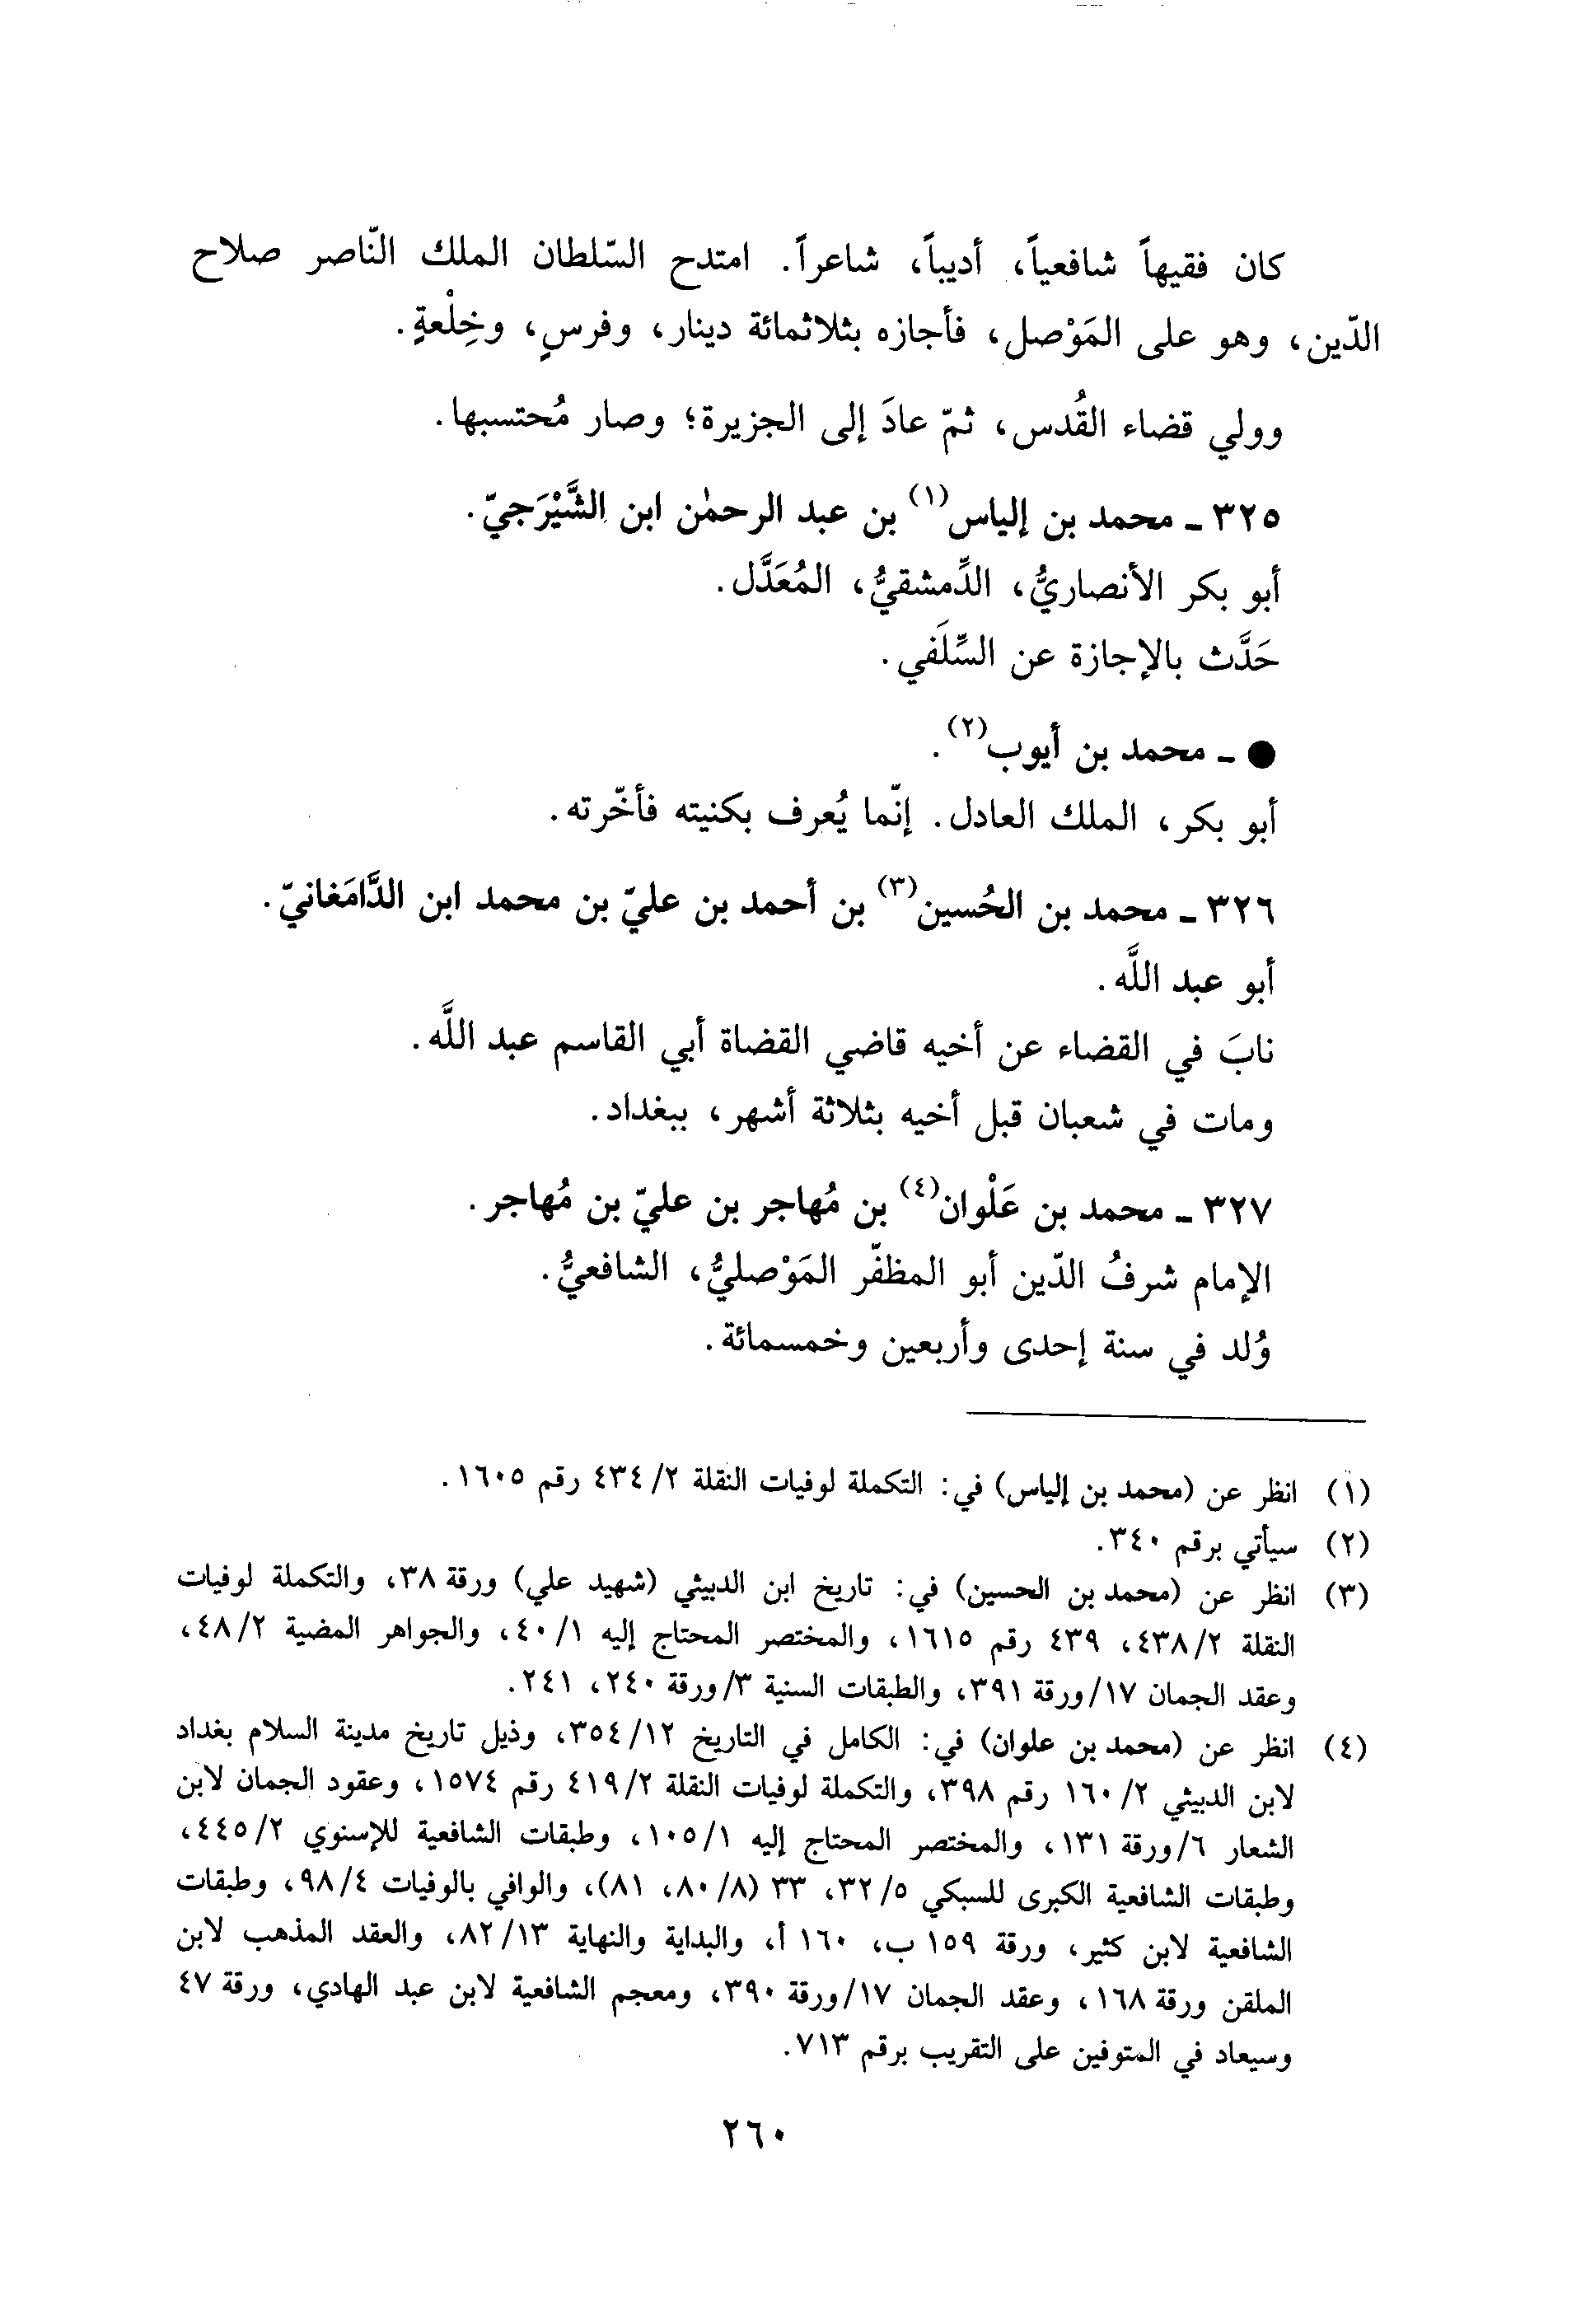 كان فقيهاً شافعياً، أديباً، شاعراً. امتدح السّلطان الملك النّاصر صلاح
الدّين، وهو على المَوْصل، فأجازه بثلاثمائة دينار، وفرسٍ، وخِلْعةٍ.
وولي قضاء القُدس، ثمّ عادَ إلى الجزيرة؛ وصار مُحتسبها.
٣٢٥ ـ محمد بن إلياس(١) بن عبد الرحمٰن ابن الشَّيْرَجيّ.
أبو بكر الأنصاريُّ، الدِّمشقيُّ، المُعَدَّل.
حَدَّث بالإجازة عن السِّلَفي.
● ـ محمد بن أيوب(٢).
أبو بكر، الملك العادل. إنّما يُعرف بكنيته فأخّرته.
٣٢٦ ـ محمد بن الحُسين(٣) بن أحمد بن عليّ بن محمد ابن الدَّامَغانيّ.
أبو عبد اللَّه.
نابَ في القضاء عن أخيه قاضي القضاة أبي القاسم عبد اللَّه.
ومات في شعبان قبل أخيه بثلاثة أشهر، ببغداد.
٣٢٧ ـ محمد بن عَلْوان(٤) بن مُهاجر بن عليّ بن مُهاجر.
الإمام شرفُ الدّين أبو المظفّر المَوْصليُّ، الشافعيُّ.
وُلد في سنة إحدى وأربعين وخمسمائة.
(١) انظر عن (محمد بن إلياس) في: التكملة لوفيات النقلة ٢/ ٤٣٤ رقم ١٦٠٥.
(٢) سيأتي برقم ٣٤٠.
(٣) انظر عن (محمد بن الحسين) في: تاريخ ابن الدبيثي (شهيد علي) ورقة ٣٨، والتكملة لوفيات
النقلة ٢/ ٤٣٨، ٤٣٩ رقم ١٦١٥، والمختصر المحتاج إليه ١/ ٤٠، والجواهر المضية ٢/ ٤٨،
وعقد الجمان ١٧/ ورقة ٣٩١، والطبقات السنية ٣/ ورقة ٢٤٠، ٢٤١.
(٤) انظر عن (محمد بن علوان) في: الكامل في التاريخ ١٢/ ٣٥٤، وذيل تاريخ مدينة السلام بغداد
لابن الدبيثي ٢/ ١٦٠ رقم ٣٩٨، والتكملة لوفيات النقلة ٢/ ٤١٩ رقم ١٥٧٤، وعقود الجمان لابن
الشعار ٦/ ورقة ١٣١، والمختصر المحتاج إليه ١/ ١٠٥، وطبقات الشافعية للإسنوي ٢/ ٤٤٥،
وطبقات الشافعية الكبرى للسبكي ٥/ ٣٢، ٣٣ (٨/ ٨٠، ٨١)، والوافي بالوفيات ٤/ ٩٨، وطبقات
الشافعية لابن كثير، ورقة ١٥٩ ب، ١٦٠ أ، والبداية والنهاية ١٣/ ٨٢، والعقد المذهب لابن
الملقن ورقة ١٦٨، وعقد الجمان ١٧/ ورقة ٣٩٠، ومعجم الشافعية لابن عبد الهادي، ورقة ٤٧
وسيعاد في المتوفين على التقريب برقم ٧١٣.
٢٦٠